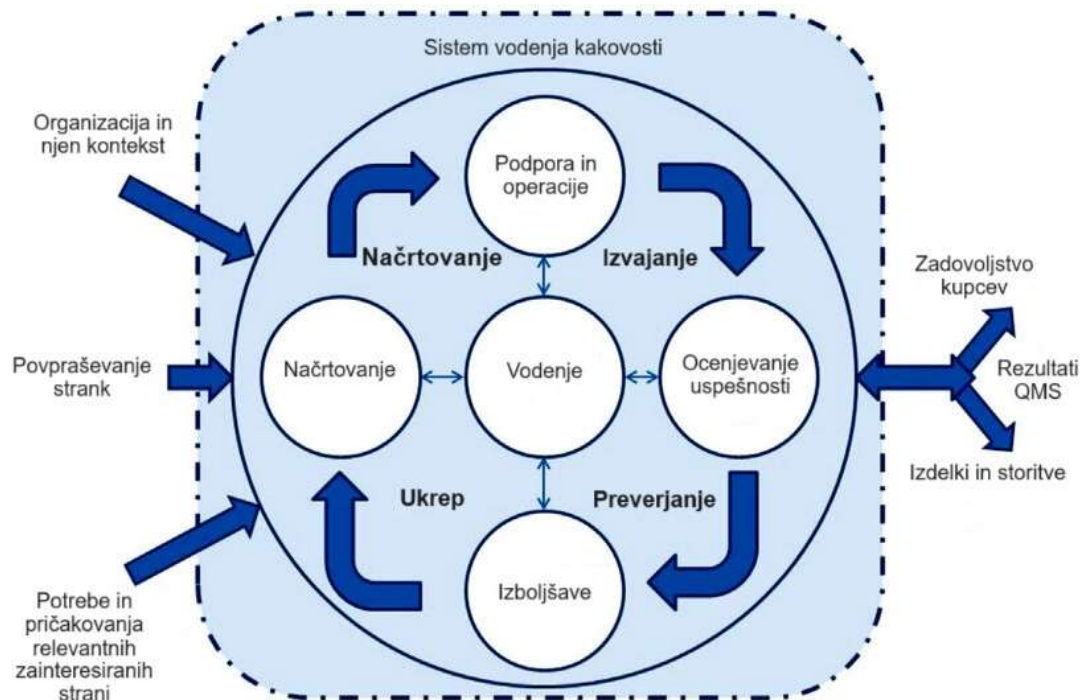 Sistem vodenja kakovosti
Organizacija in
njen kontekst
Podpora in
operacije
Načrtovanje
Izvajanje
Zadovoljstvo
kupcev
Povpraševanje
strank
Načrtovanje
Vodenje
Ocenjevanje
uspešnosti
Rezultati
QMS
Ukrep
Preverjanje
Izdelki in storitve
Izboljšave
Potrebe in
pričakovanja
relevantnih
zainteresiranih
strani